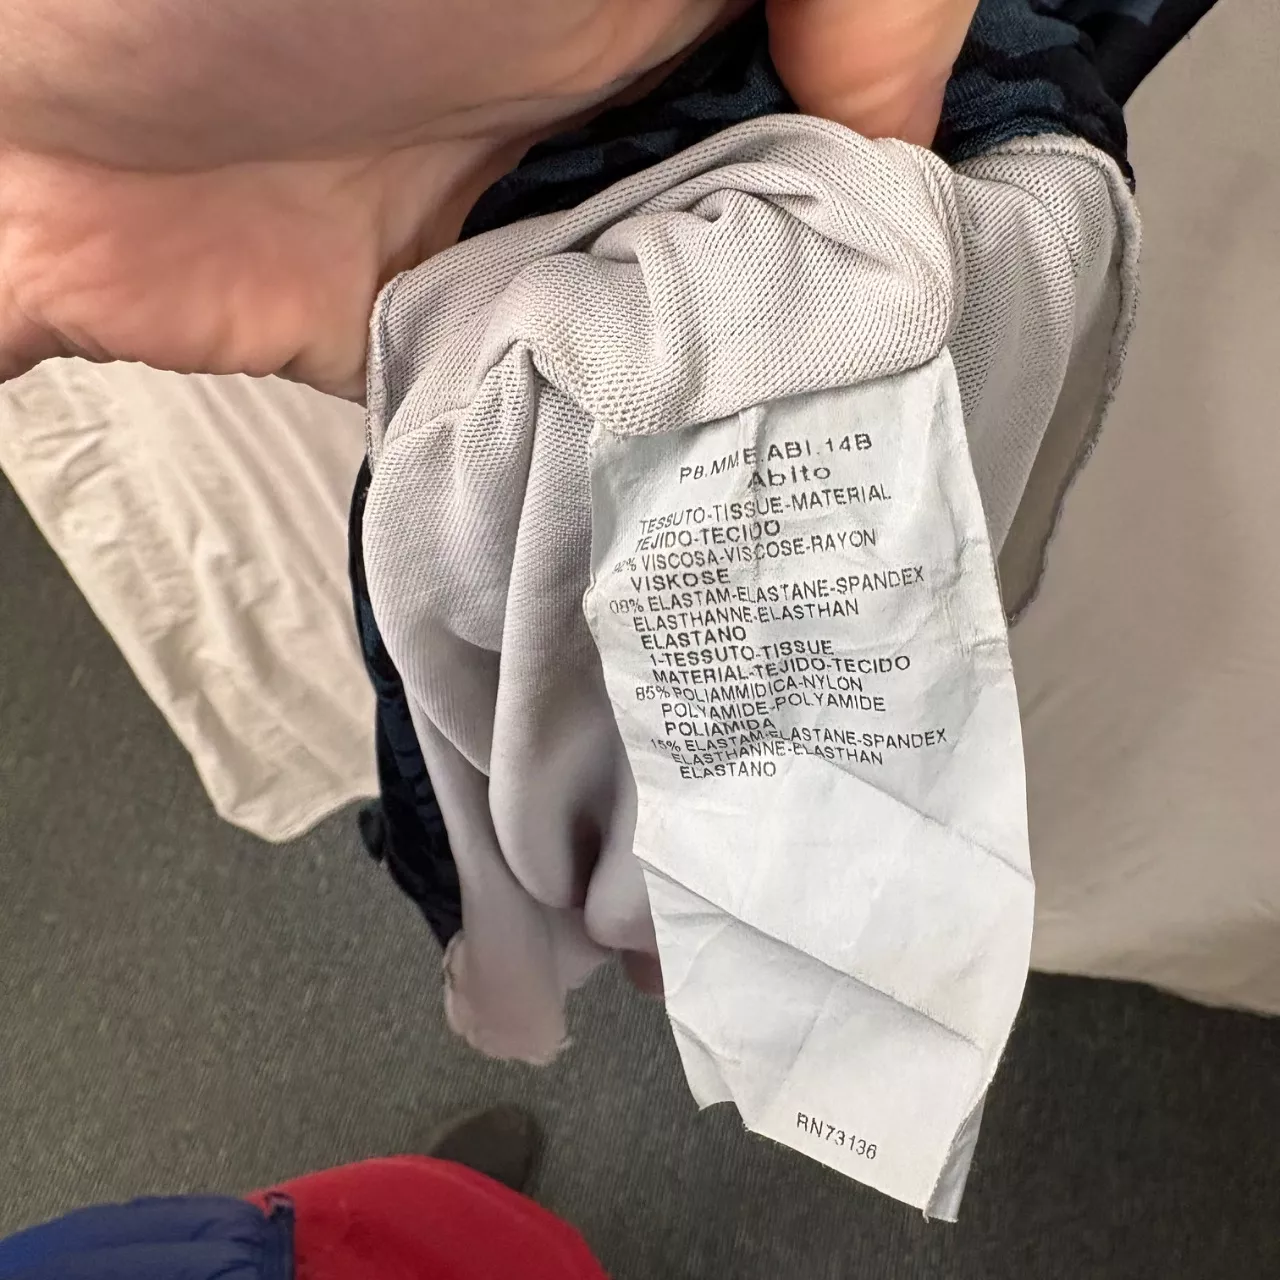 PB.MME.ABI.14B
Abito
TESSUTO-TISSUE-MATERIAL
TEJIDO-TECIDO
VISCOSA-VISCOSE-RAYON
VISKOSE
08% ELASTAM-ELASTANE-SPANDEX
ELASTHANNE-ELASTHAN
ELASTANO
1-TESSUTO-TISSUE
MATERIAL-TEJIDO-TECIDO
85% POLIAMMIDICA-NYLON
POLYAMIDE-POLYAMIDE
POLIAMIDA
15% ELASTAM-ELASTANE-SPANDEX
ELASTHANNE-ELASTHAN
ELASTANO
RN73136